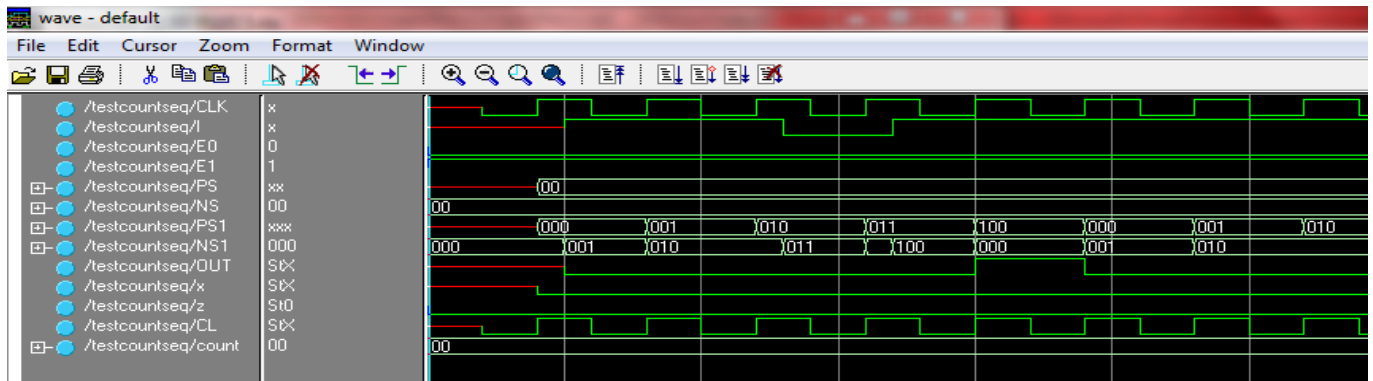 wave - default
File Edit Cursor Zoom Format Window
/testcountseq/CLK x
/testcountseq/I x
/testcountseq/E0 0
/testcountseq/E1 1
/testcountseq/PS xx 00
/testcountseq/NS 00 00
/testcountseq/PS1 xxx 000 001 010 011 100 000 001 010
/testcountseq/NS1 000 000 001 010 011 100 000 001 010
/testcountseq/OUT StX
/testcountseq/x StX
/testcountseq/z St0
/testcountseq/CL StX
/testcountseq/count 00 00